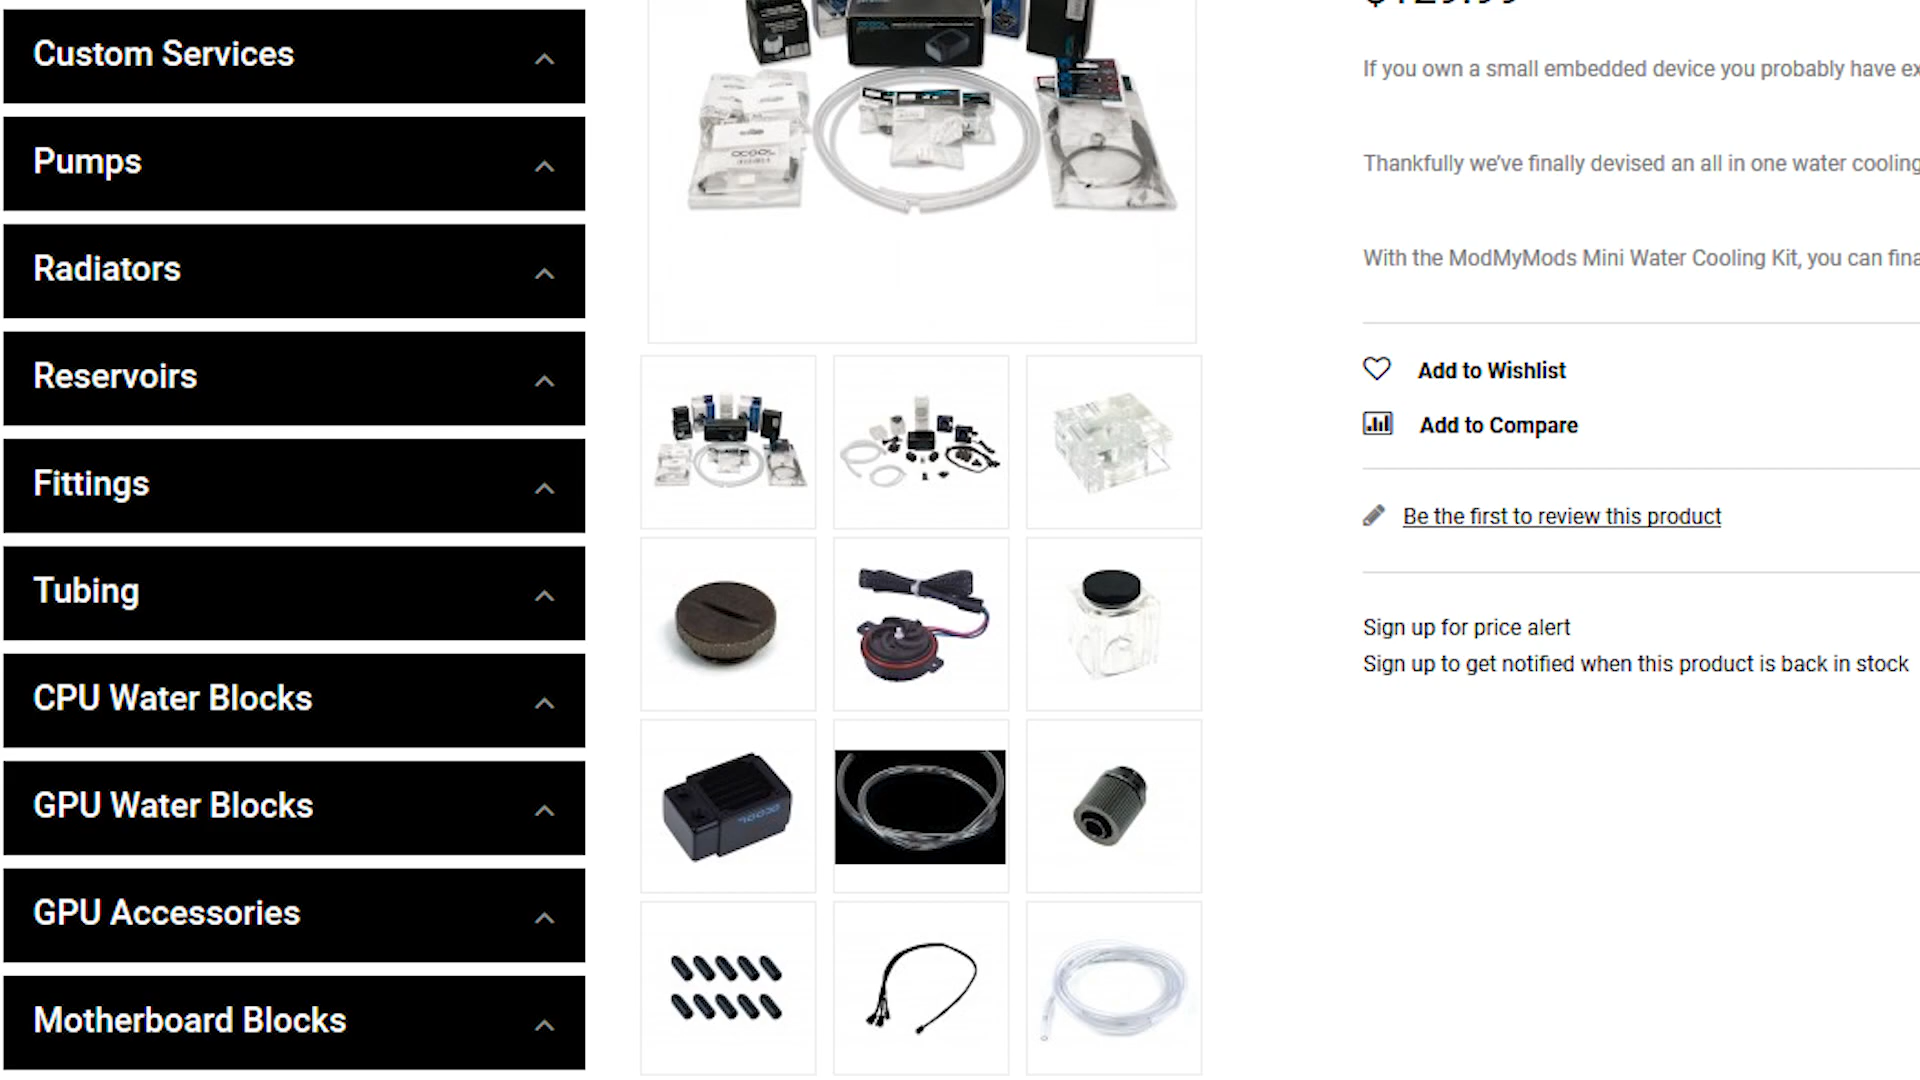 Custom Services
Pumps
Radiators
Reservoirs
Fittings
Tubing
CPU Water Blocks
GPU Water Blocks
GPU Accessories
Motherboard Blocks
$129.99
If you own a small embedded device you probably have ex
Thankfully we’ve finally devised an all in one water cooling
With the ModMyMods Mini Water Cooling Kit, you can fina
Add to Wishlist
Add to Compare
Be the first to review this product
Sign up for price alert
Sign up to get notified when this product is back in stock